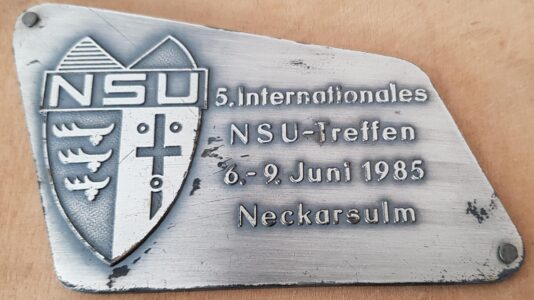 NSU
5. Internationales
NSU-Treffen
6.-9. Juni 1985
Neckarsulm